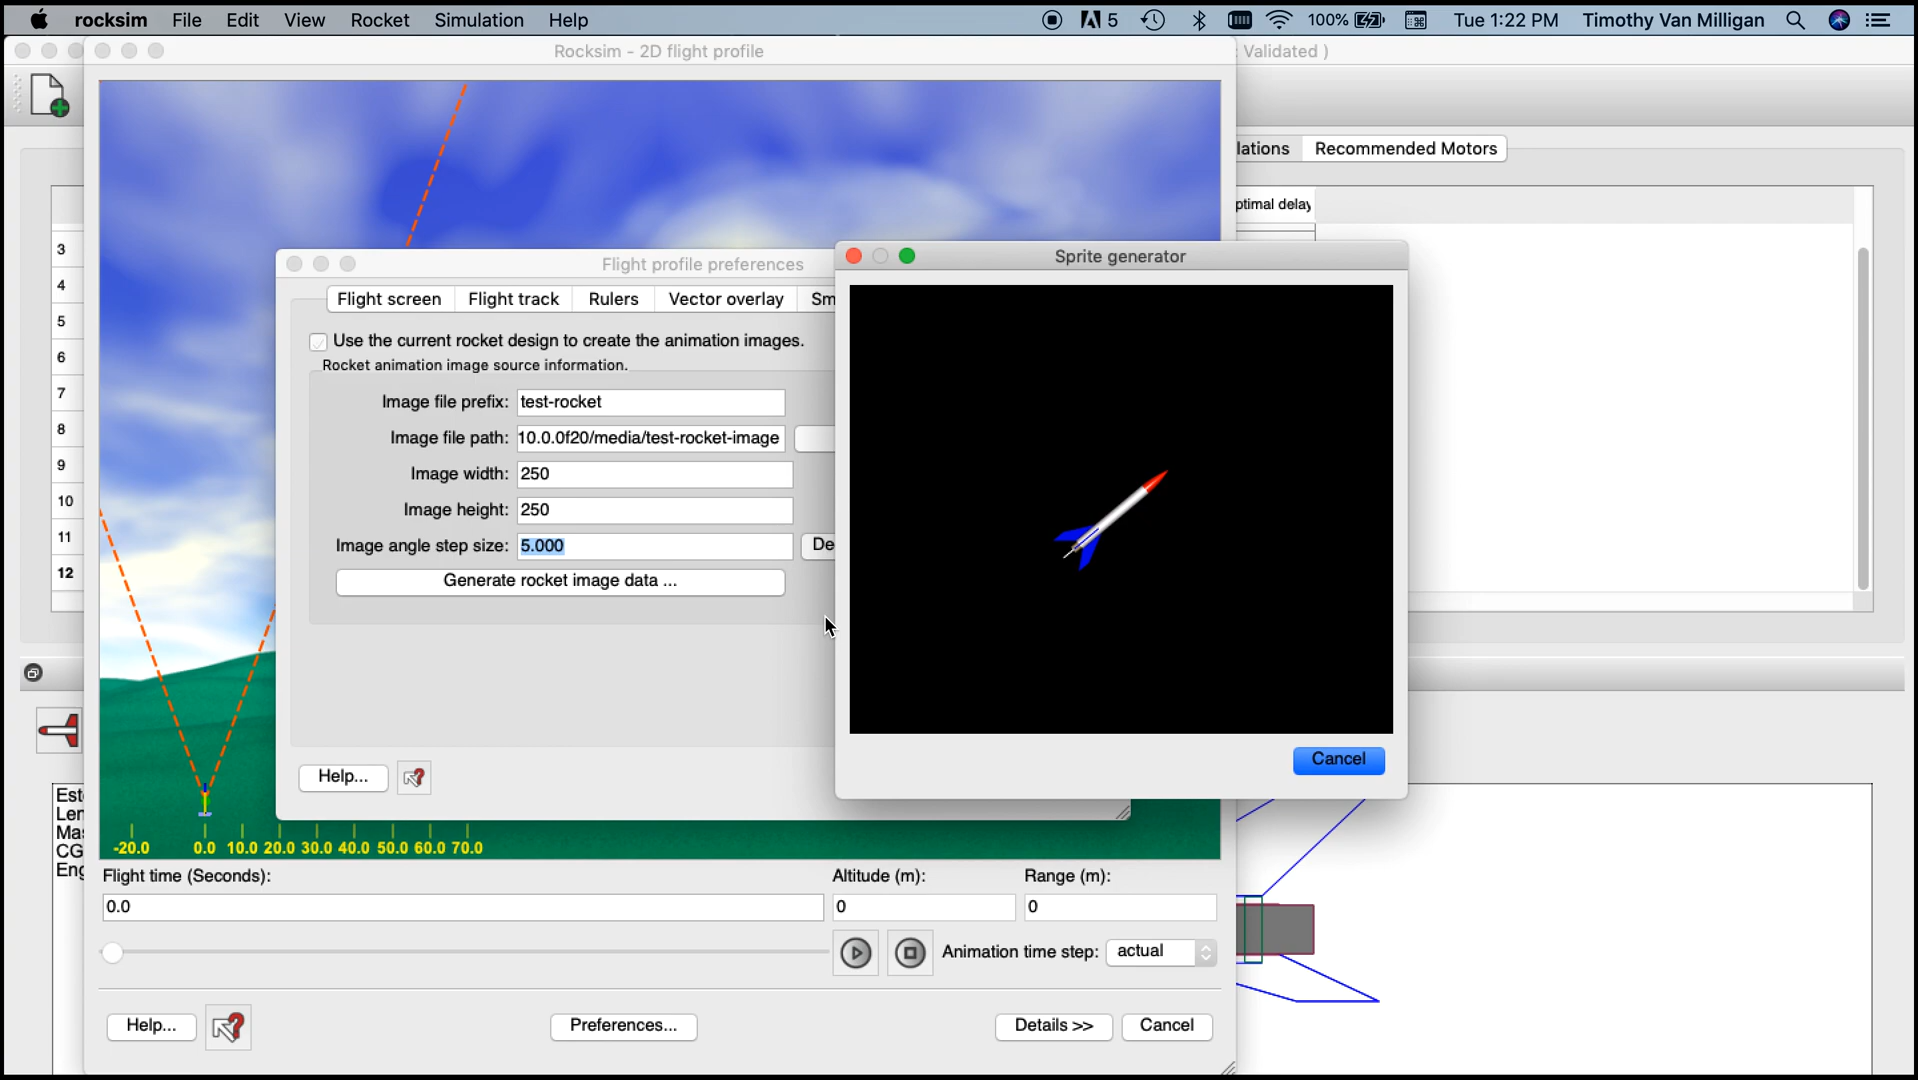 rocksim File Edit View Rocket Simulation Help 5 100% Tue 1:22 PM Timothy Van Milligan
Rocksim - 2D flight profile
: Validated )
lations
Recommended Motors
ptimal delay
3
4
5
6
7
8
9
10
11
12
Flight profile preferences
Flight screen
Flight track
Rulers
Vector overlay
Sm
Use the current rocket design to create the animation images.
Rocket animation image source information.
Image file prefix: test-rocket
Image file path: 10.0.0f20/media/test-rocket-image
Image width: 250
Image height: 250
Image angle step size: 5.000
De
Generate rocket image data ...
Help...
Sprite generator
Cancel
-20.0 0.0 10.0 20.0 30.0 40.0 50.0 60.0 70.0
Est
Len
Mas
CG
Eng
Flight time (Seconds):
Altitude (m):
Range (m):
0.0
0
0
Animation time step: actual
Help...
Preferences...
Details >>
Cancel